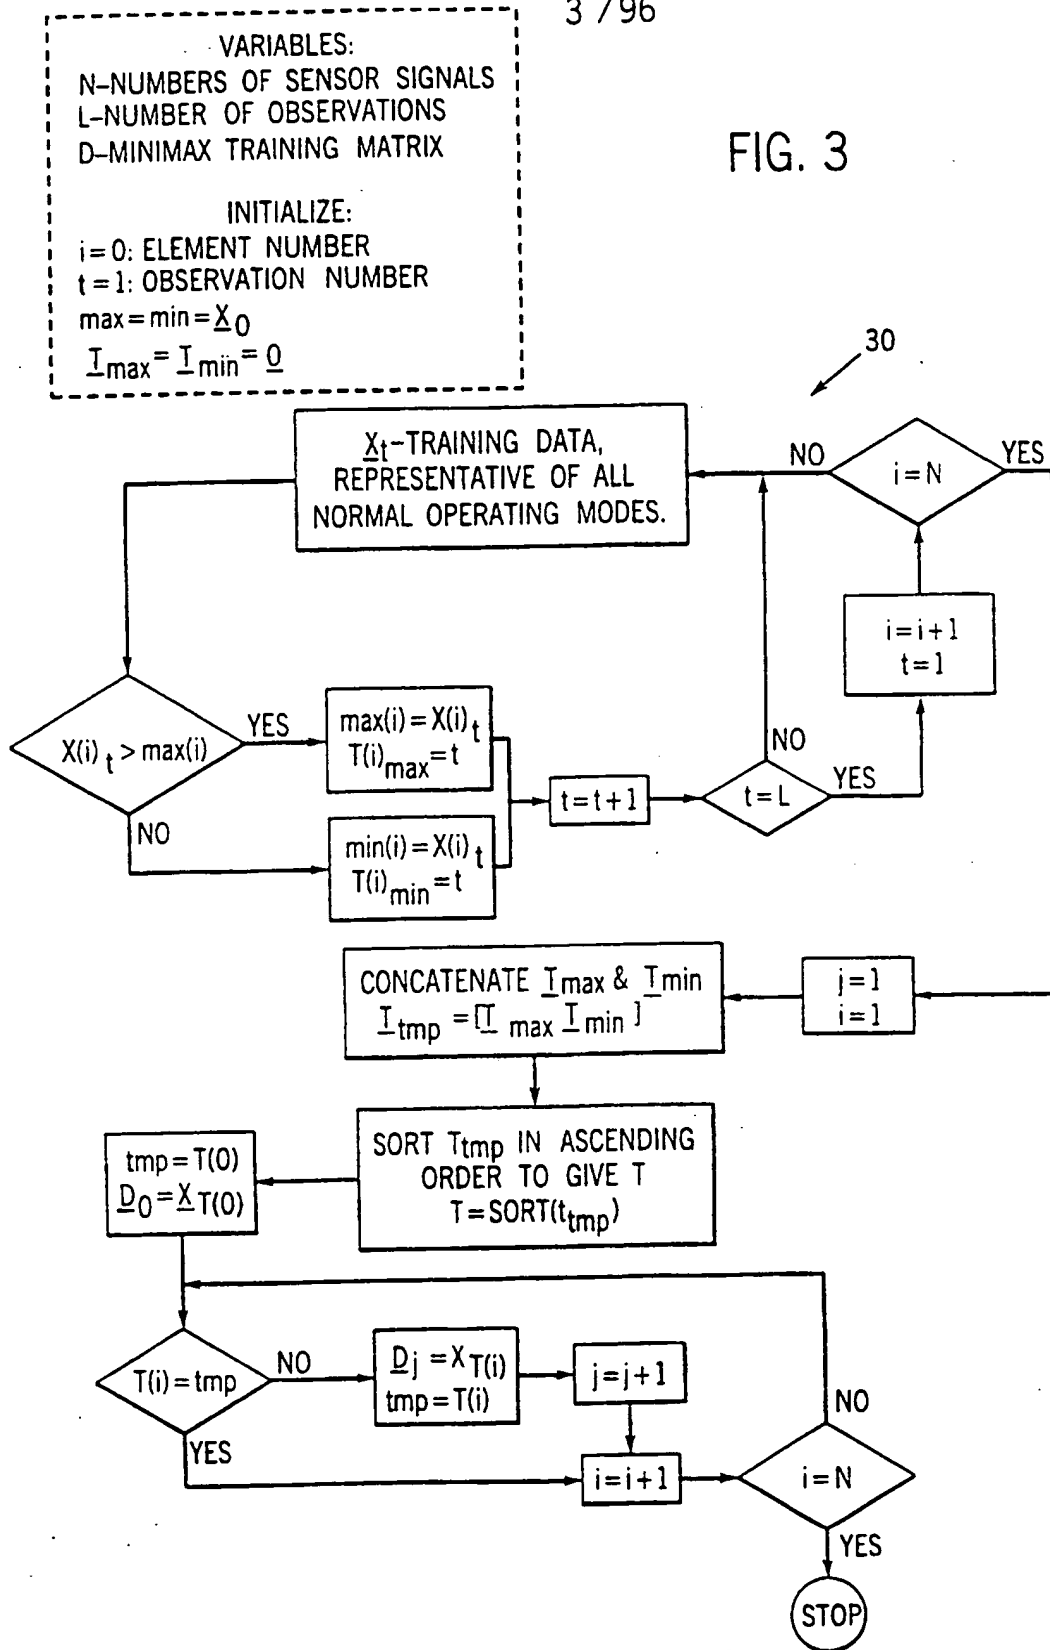 3 / 96
VARIABLES:
N–NUMBERS OF SENSOR SIGNALS
L–NUMBER OF OBSERVATIONS
D–MINIMAX TRAINING MATRIX
INITIALIZE:
i=0: ELEMENT NUMBER
t=1: OBSERVATION NUMBER
max=min=X0
Tmax=Tmin=0
FIG. 3
30
Xt–TRAINING DATA,
REPRESENTATIVE OF ALL
NORMAL OPERATING MODES.
NO
i=N
YES
i=i+1
t=1
X(i)t>max(i)
YES
max(i)=X(i)t
T(i)max=t
NO
min(i)=X(i)t
T(i)min=t
t=t+1
NO
t=L
YES
CONCATENATE Tmax & Tmin
Ttmp=[T max Tmin]
j=1
i=1
SORT Ttmp IN ASCENDING
ORDER TO GIVE T
T=SORT(ttmp)
tmp=T(0)
D0=XT(0)
T(i)=tmp
NO
Dj=XT(i)
tmp=T(i)
j=j+1
YES
i=i+1
NO
i=N
YES
STOP